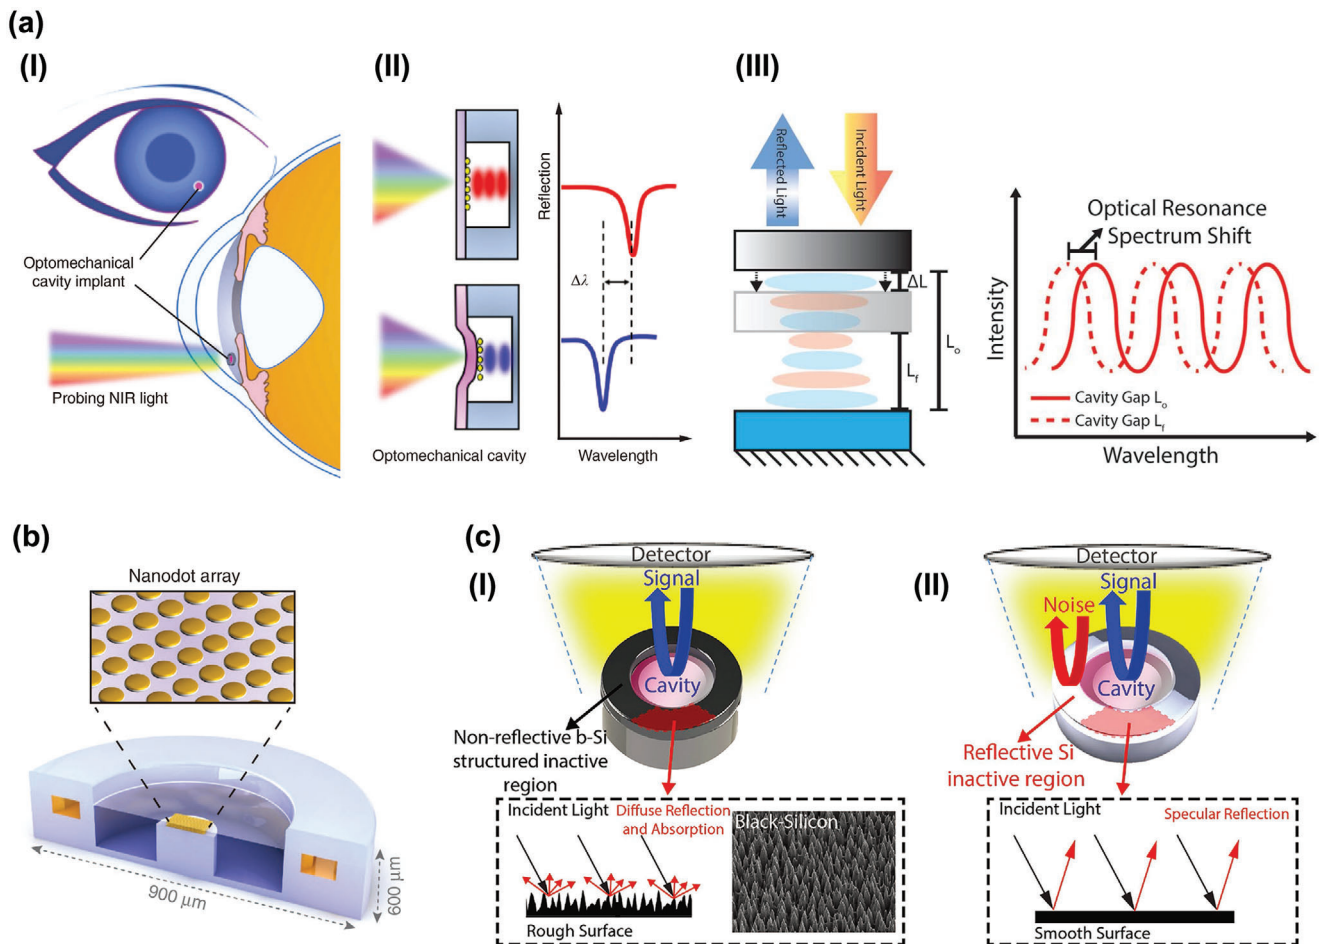 (a)
(I)
Optomechanical
cavity implant
Probing NIR light
(II)
Reflection
Δλ
Optomechanical cavity
Wavelength
(III)
Reflected Light
Incident Light
ΔL
Lo
Lf
Optical Resonance
Spectrum Shift
Intensity
Cavity Gap Lo
Cavity Gap Lf
Wavelength
(b)
Nanodot array
900 µm
600 µm
(c)
(I)
Detector
Signal
Cavity
Non-reflective b-Si
structured inactive
region
Incident Light
Diffuse Reflection
and Absorption
Black-Silicon
Rough Surface
(II)
Detector
Signal
Noise
Cavity
Reflective Si
inactive region
Incident Light
Specular Reflection
Smooth Surface